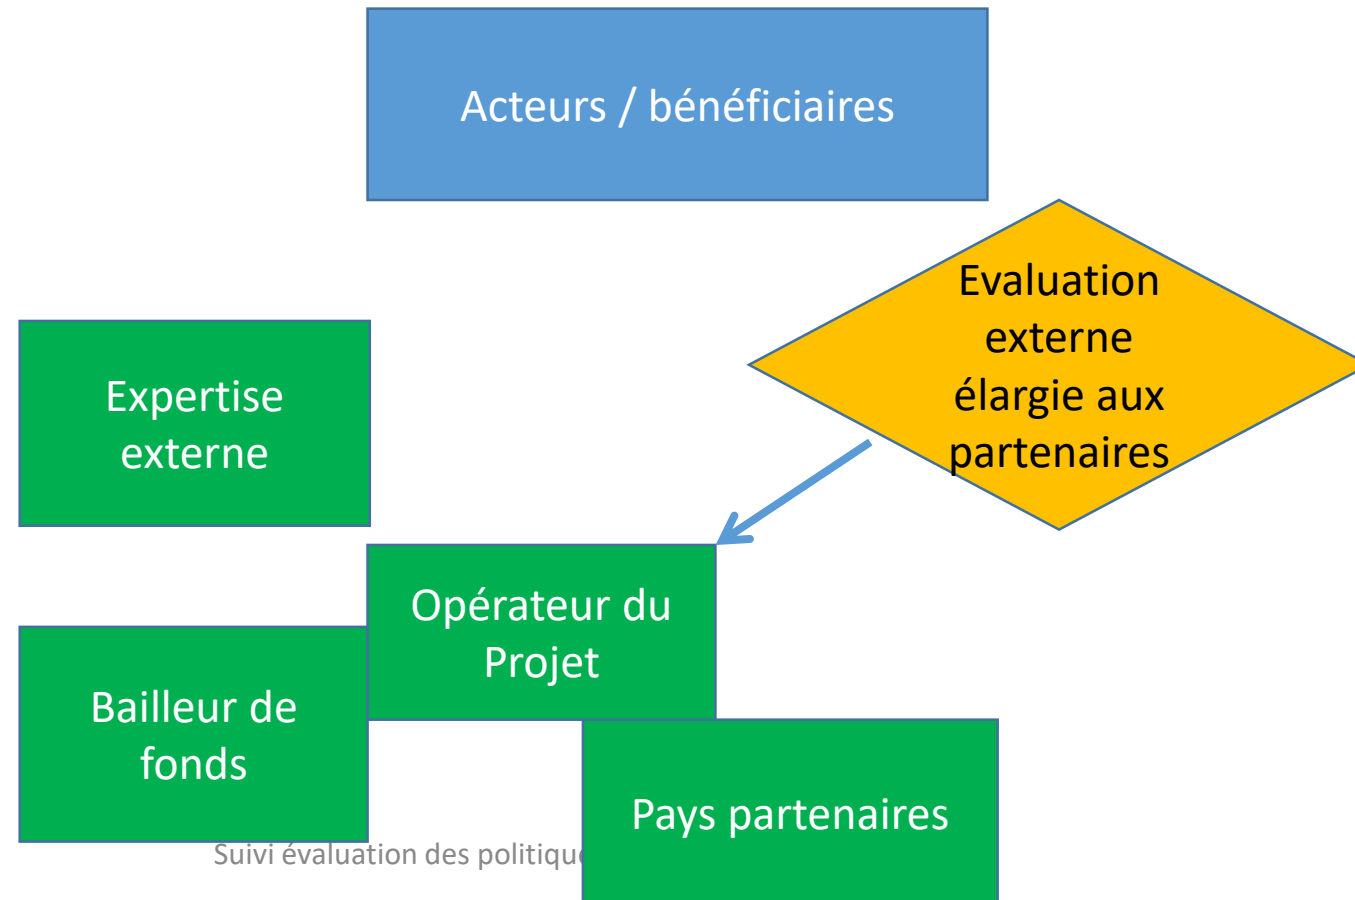 Acteurs / bénéficiaires
Evaluation
externe
élargie aux
partenaires
Expertise
externe
Opérateur du
Projet
Bailleur de
fonds
Pays partenaires
Suivi évaluation des